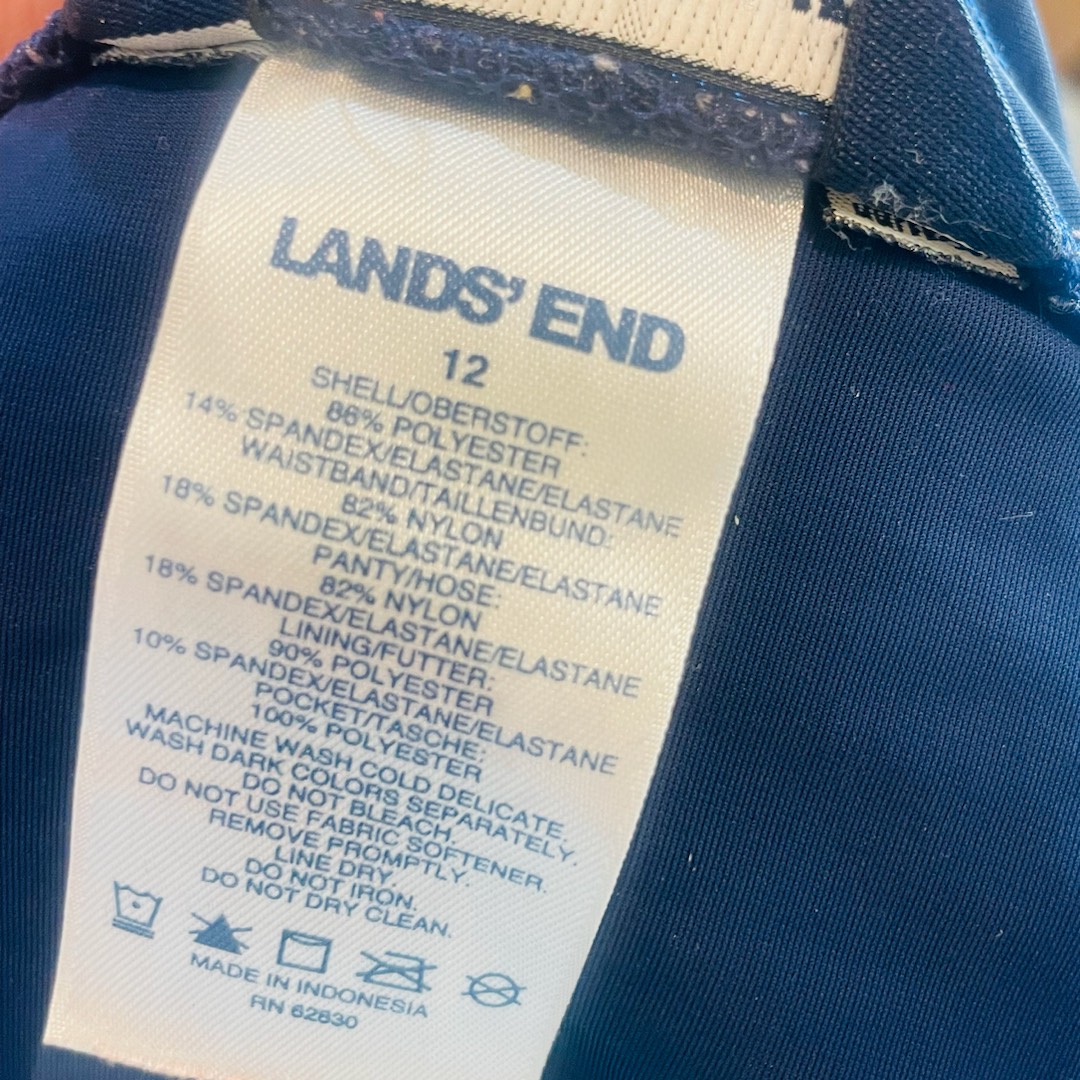 LANDS' END
12
SHELL/OBERSTOFF:
86% POLYESTER
14% SPANDEX/ELASTANE/ELASTANE
WAISTBAND/TAILLENBUND:
82% NYLON
18% SPANDEX/ELASTANE/ELASTANE
PANTY/HOSE:
82% NYLON
18% SPANDEX/ELASTANE/ELASTANE
LINING/FUTTER:
90% POLYESTER
10% SPANDEX/ELASTANE/ELASTANE
POCKET/TASCHE:
100% POLYESTER
MACHINE WASH COLD DELICATE.
WASH DARK COLORS SEPARATELY.
DO NOT BLEACH.
DO NOT USE FABRIC SOFTENER.
REMOVE PROMPTLY.
LINE DRY.
DO NOT IRON.
DO NOT DRY CLEAN.
MADE IN INDONESIA
RN 62830